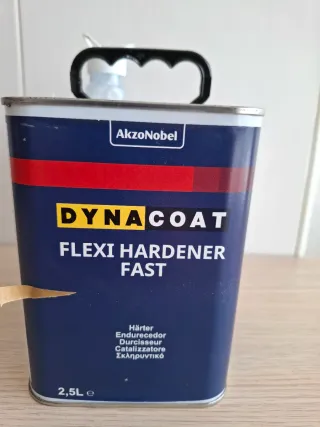 AkzoNobel
DYNACOAT
FLEXI HARDENER
FAST
Härter
Endurecedor
Durcisseur
Catalizzatore
Σκληρυντικό
2,5L e